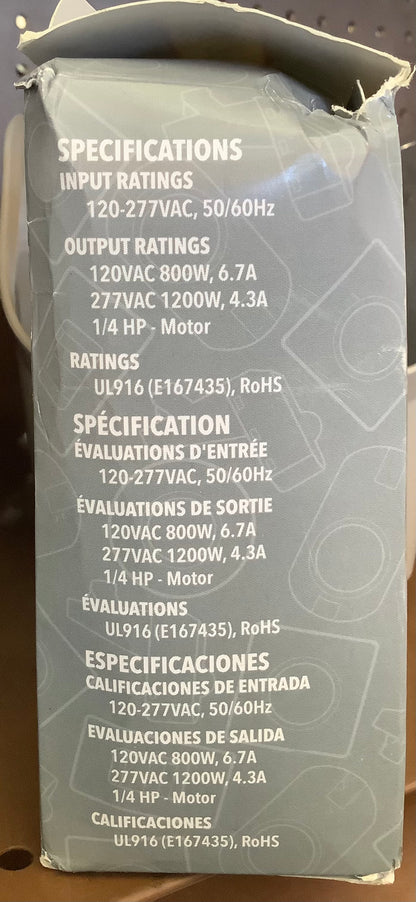 SPECIFICATIONS
INPUT RATINGS
120-277VAC, 50/60Hz
OUTPUT RATINGS
120VAC 800W, 6.7A
277VAC 1200W, 4.3A
1/4 HP - Motor
RATINGS
UL916 (E167435), RoHS
SPÉCIFICATION
ÉVALUATIONS D'ENTRÉE
120-277VAC, 50/60Hz
ÉVALUATIONS DE SORTIE
120VAC 800W, 6.7A
277VAC 1200W, 4.3A
1/4 HP - Motor
ÉVALUATIONS
UL916 (E167435), RoHS
ESPECIFICACIONES
CALIFICACIONES DE ENTRADA
120-277VAC, 50/60Hz
EVALUACIONES DE SALIDA
120VAC 800W, 6.7A
277VAC 1200W, 4.3A
1/4 HP - Motor
CALIFICACIONES
UL916 (E167435), RoHS